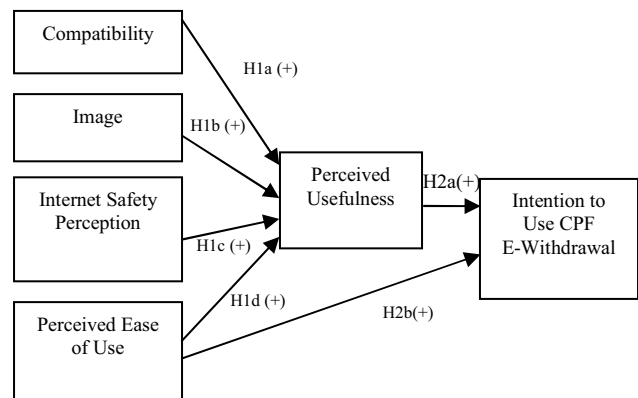 Compatibility
H1a (+)
Image
H1b (+)
Perceived
Usefulness
H2a(+)
Internet Safety
Perception
Intention to
Use CPF
E-Withdrawal
H1c (+)
H1d (+)
H2b(+)
Perceived Ease
of Use